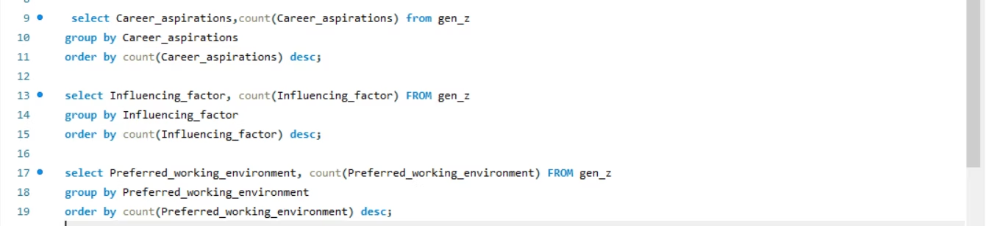 9 select Career_aspirations,count(Career_aspirations) from gen_z
10 group by Career_aspirations
11 order by count(Career_aspirations) desc;
12
13 select Influencing_factor, count(Influencing_factor) FROM gen_z
14 group by Influencing_factor
15 order by count(Influencing_factor) desc;
16
17 select Preferred_working_environment, count(Preferred_working_environment) FROM gen_z
18 group by Preferred_working_environment
19 order by count(Preferred_working_environment) desc;